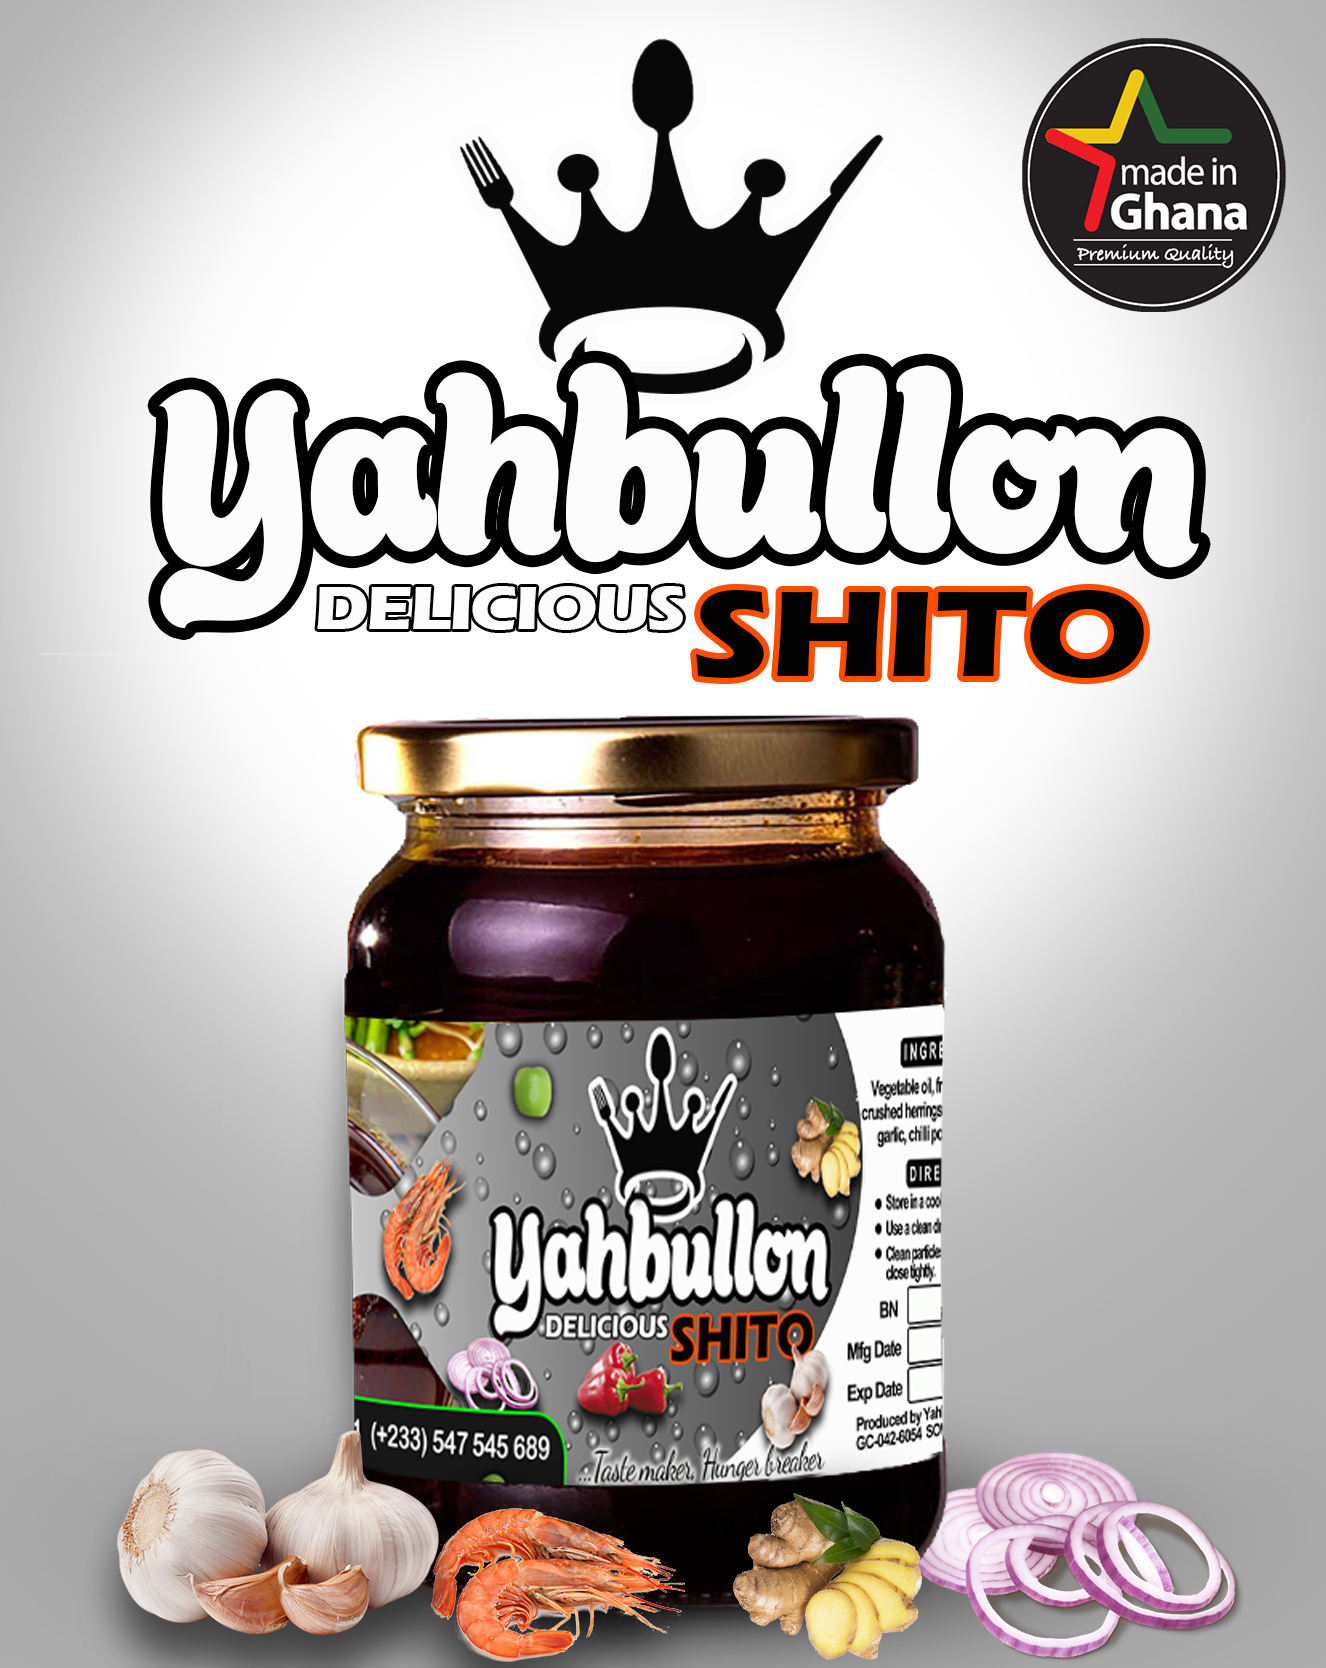 made in
Ghana
Premium Quality
Yahbullon
DELICIOUS SHITO
INGRE
Vegetable oil, fr
crushed herrings
garlic, chilli po
DIRE
• Store in a coo
• Use a clean d
• Clean particles
close tightly.
BN
Mfg Date
Exp Date
Produced by Yah
GC-042-6054 SO
Yahbullon
DELICIOUS SHITO
(+233) 547 545 689
...Taste maker, Hunger breaker